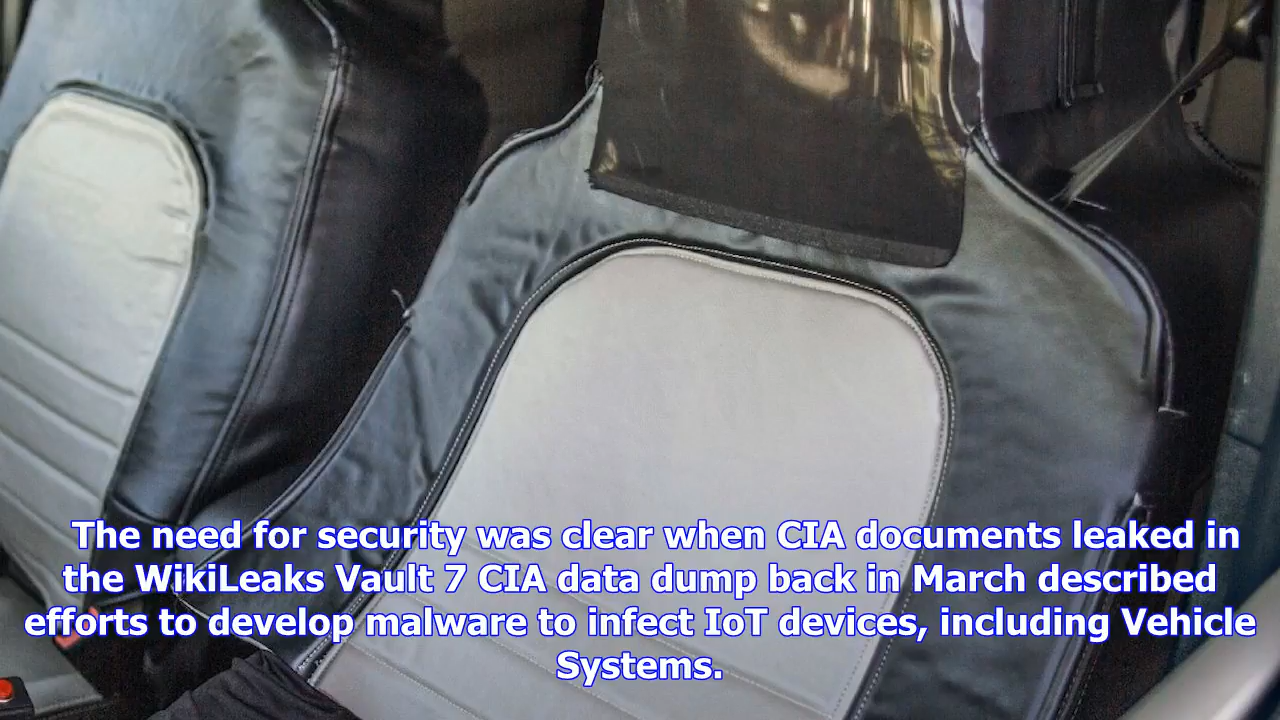 The need for security was clear when CIA documents leaked in
the WikiLeaks Vault 7 CIA data dump back in March described
efforts to develop malware to infect IoT devices, including Vehicle
Systems.